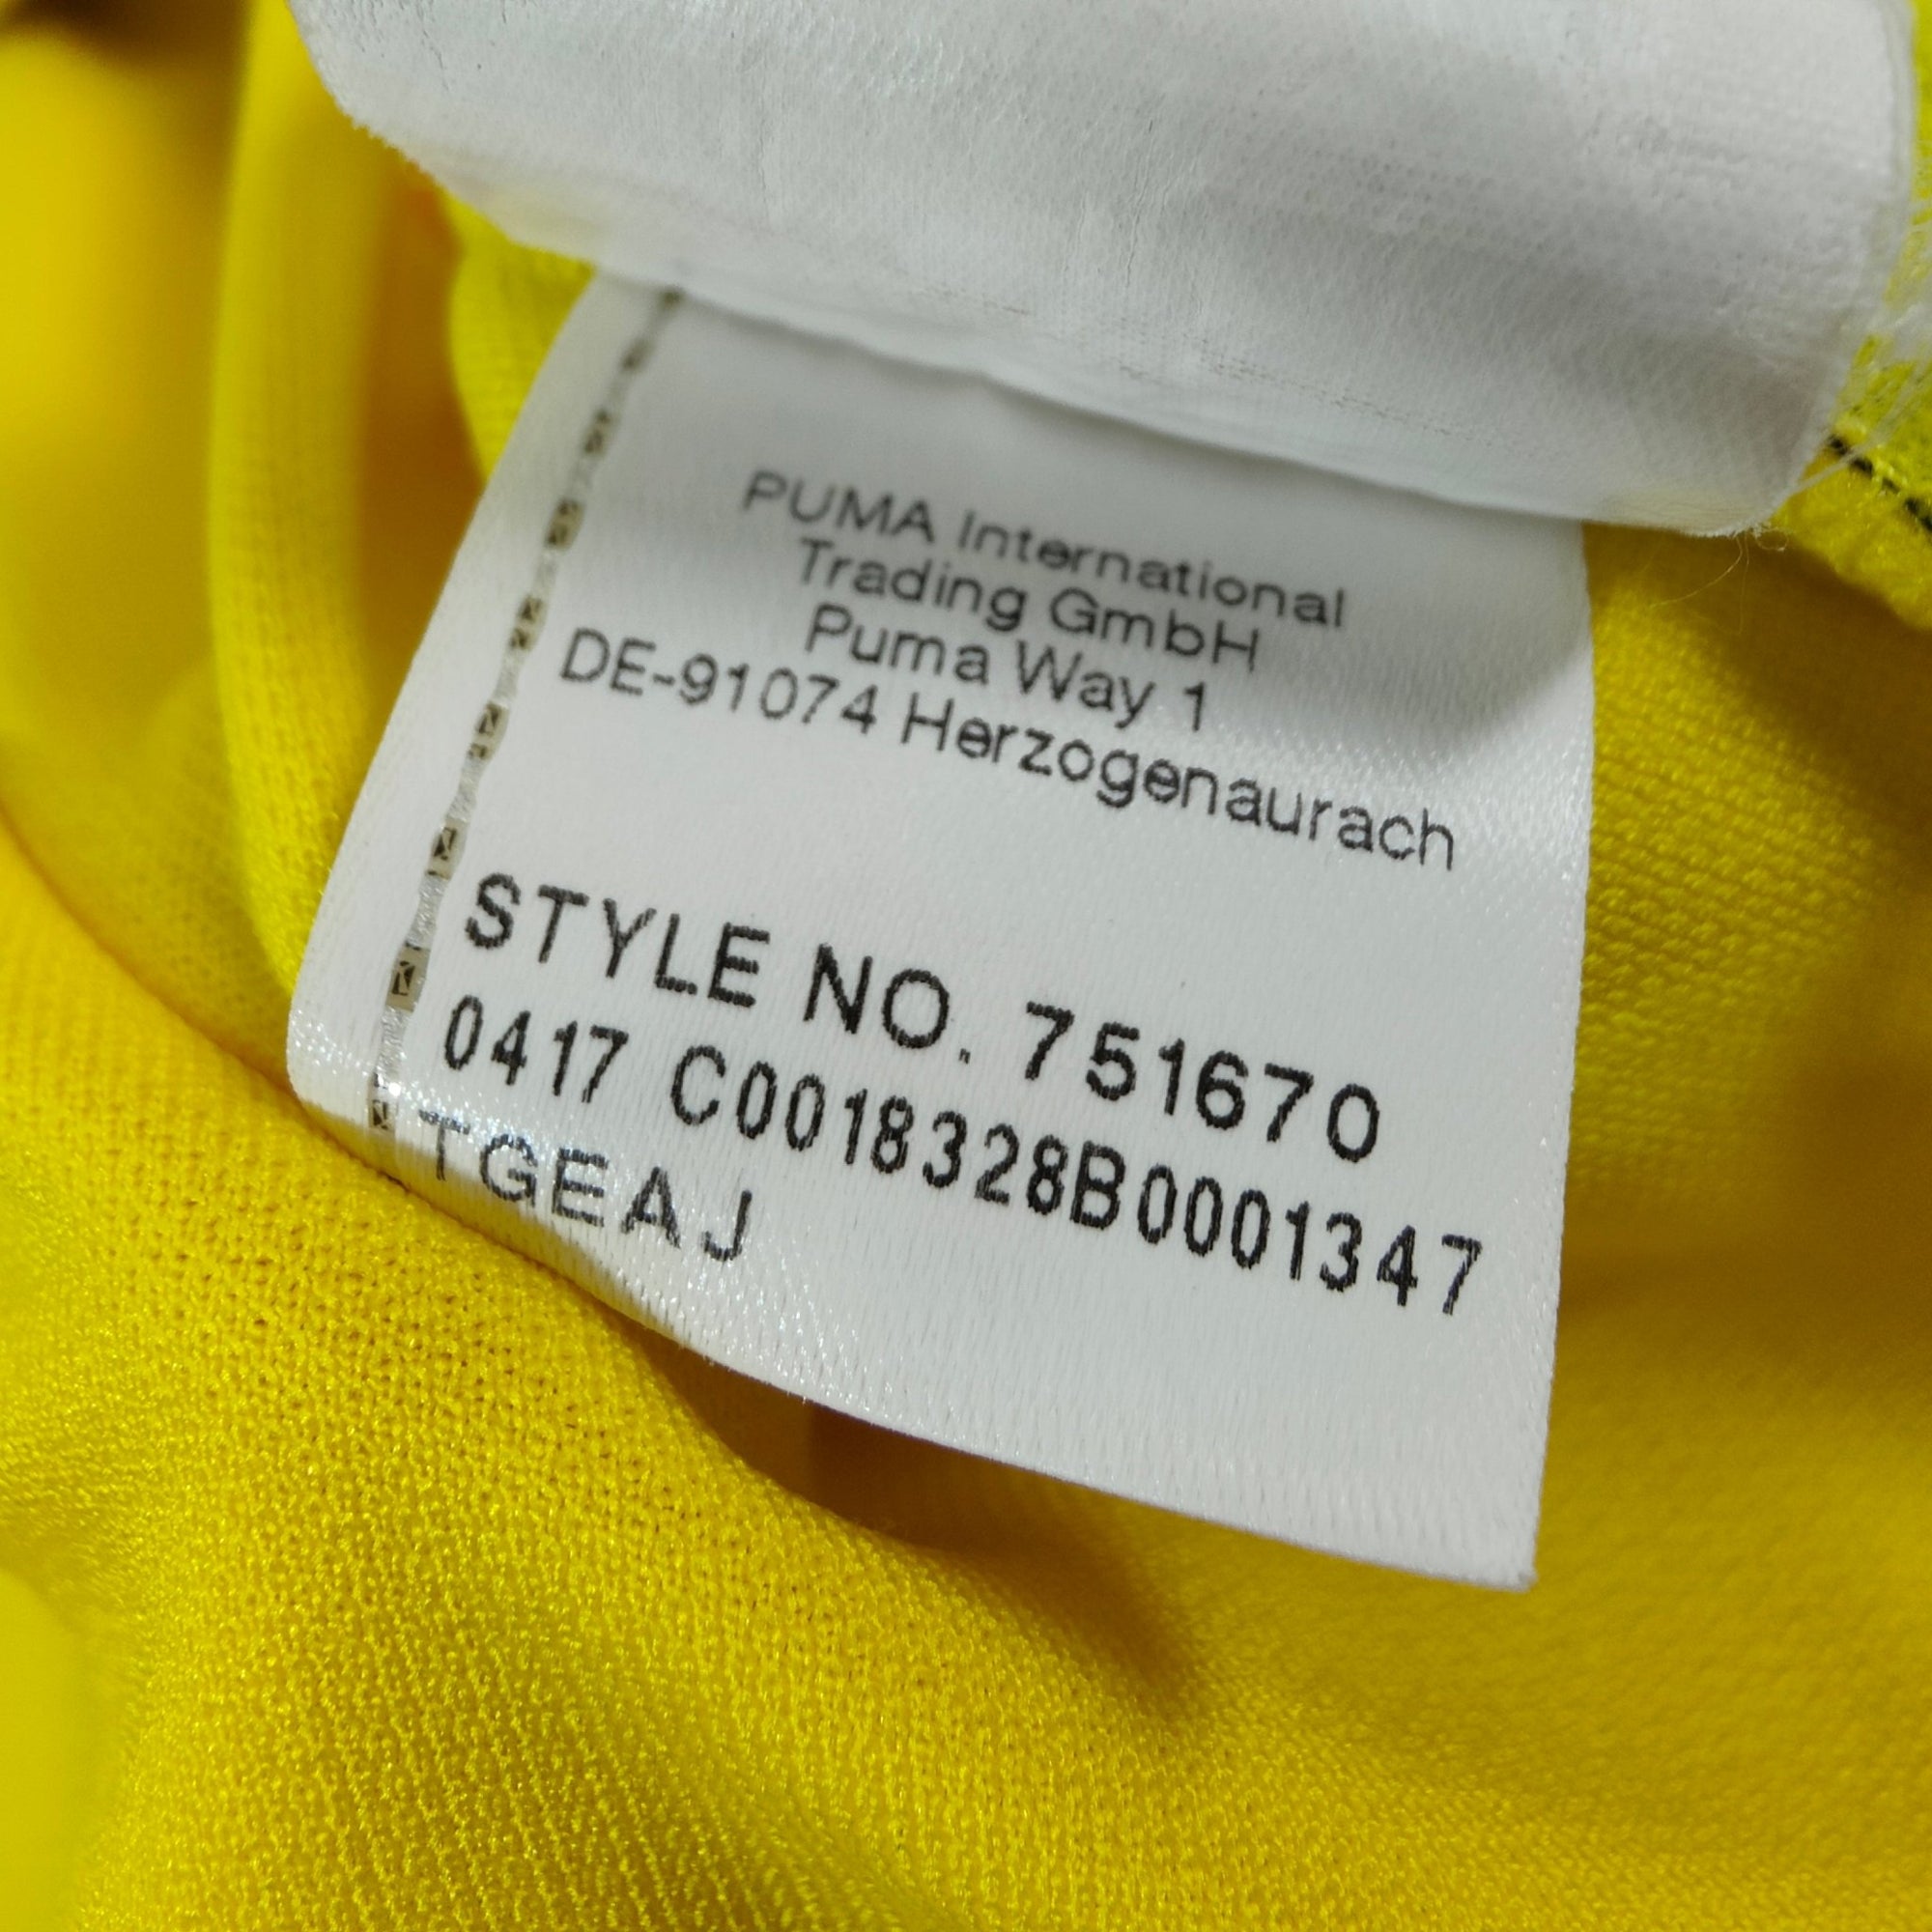 PUMA International
Trading GmbH
Puma Way 1
DE-91074 Herzogenaurach
STYLE NO. 751670
0417 C0018328B0001347
TGEAJ